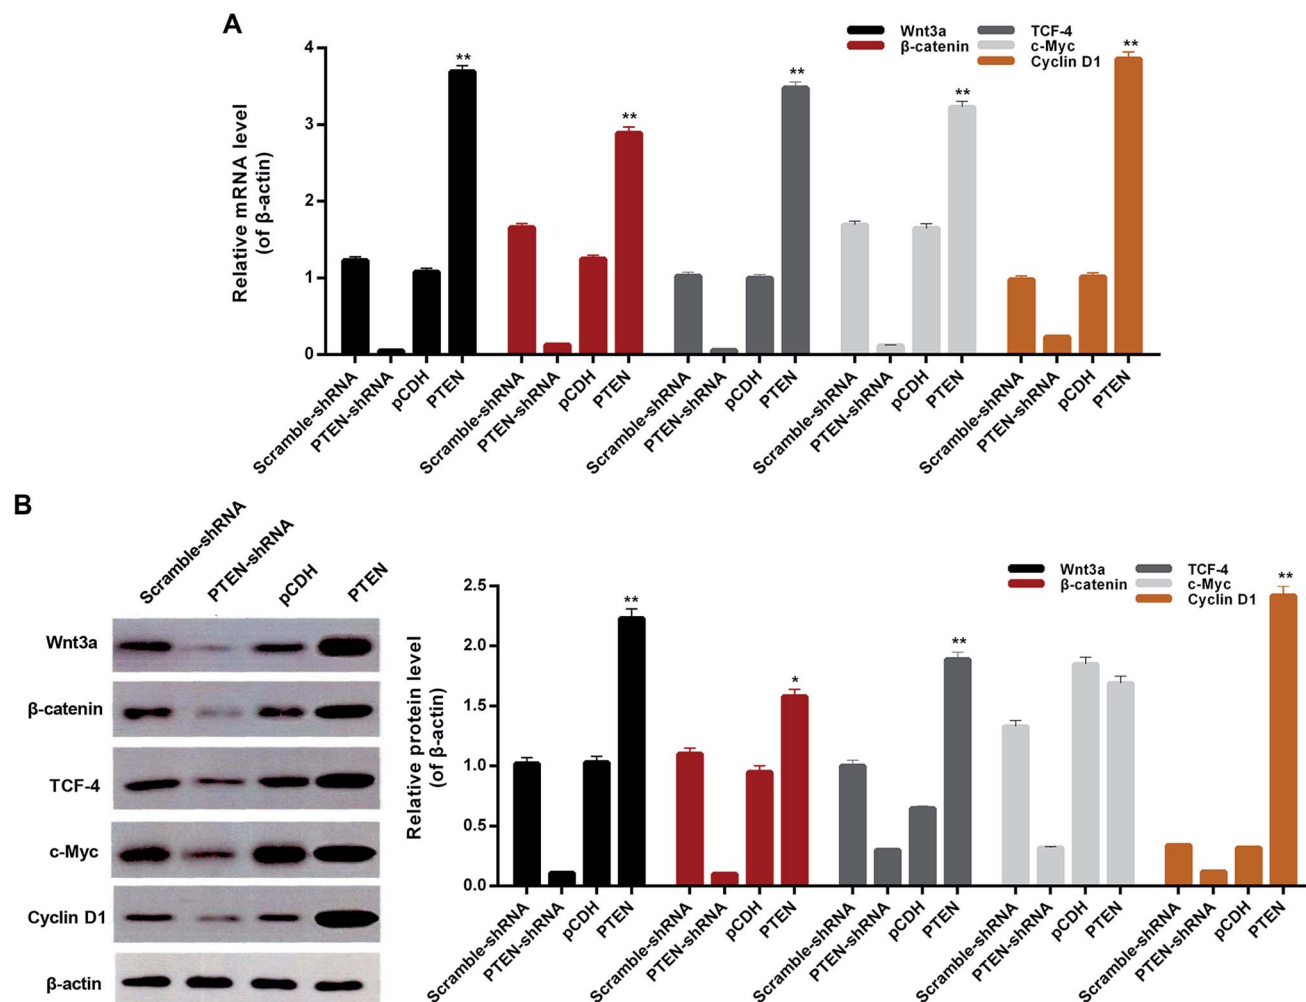 A
Wnt3a
β-catenin
TCF-4
c-Myc
Cyclin D1
Relative mRNA level
(of β-actin)
4
3
2
1
0
** ** ** ** **
Scramble-shRNA PTEN-shRNA pCDH PTEN Scramble-shRNA PTEN-shRNA pCDH PTEN Scramble-shRNA PTEN-shRNA pCDH PTEN Scramble-shRNA PTEN-shRNA pCDH PTEN Scramble-shRNA PTEN-shRNA pCDH PTEN
B
Scramble-shRNA PTEN-shRNA pCDH PTEN
Wnt3a
β-catenin
TCF-4
c-Myc
Cyclin D1
β-actin
Wnt3a
β-catenin
TCF-4
c-Myc
Cyclin D1
Relative protein level
(of β-actin)
2.5
2.0
1.5
1.0
0.5
0.0
** * ** **
Scramble-shRNA PTEN-shRNA pCDH PTEN Scramble-shRNA PTEN-shRNA pCDH PTEN Scramble-shRNA PTEN-shRNA pCDH PTEN Scramble-shRNA PTEN-shRNA pCDH PTEN Scramble-shRNA PTEN-shRNA pCDH PTEN